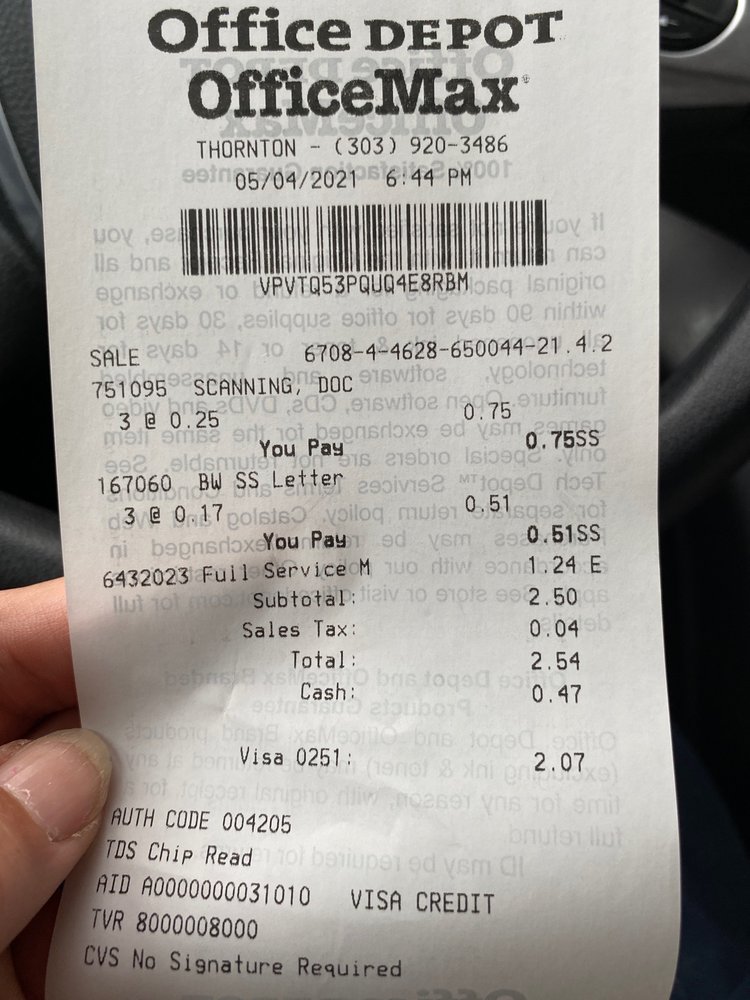 Office DEPOT
OfficeMax
THORNTON - (303) 920-3486
05/04/2021 6:44 PM
VPVTQ53PQUQ4E8RBM
SALE 6708-4-4628-650044-21.4.2
751095 SCANNING, DOC
3 @ 0.25 0.75
You Pay 0.75SS
167060 BW SS Letter
3 @ 0.17 0.51
You Pay 0.51SS
6432023 Full Service M 1.24 E
Subtotal: 2.50
Sales Tax: 0.04
Total: 2.54
Cash: 0.47
Visa 0251: 2.07
AUTH CODE 004205
TDS Chip Read
AID A0000000031010 VISA CREDIT
TVR 8000008000
CVS No Signature Required